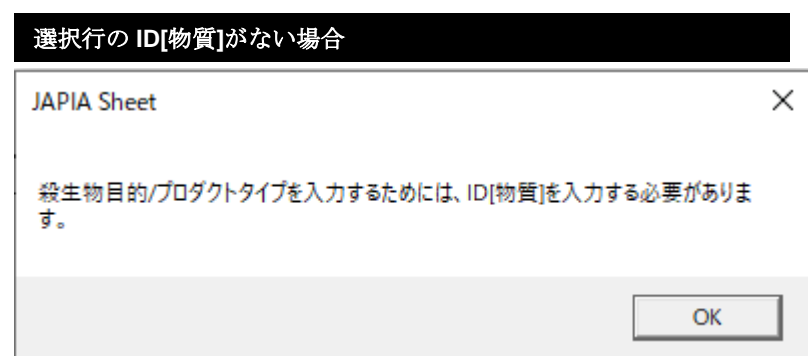 選択行の ID[物質]がない場合
JAPIA Sheet
殺生物目的/プロダクトタイプを入力するためには、ID[物質]を入力する必要がありま
す。
OK